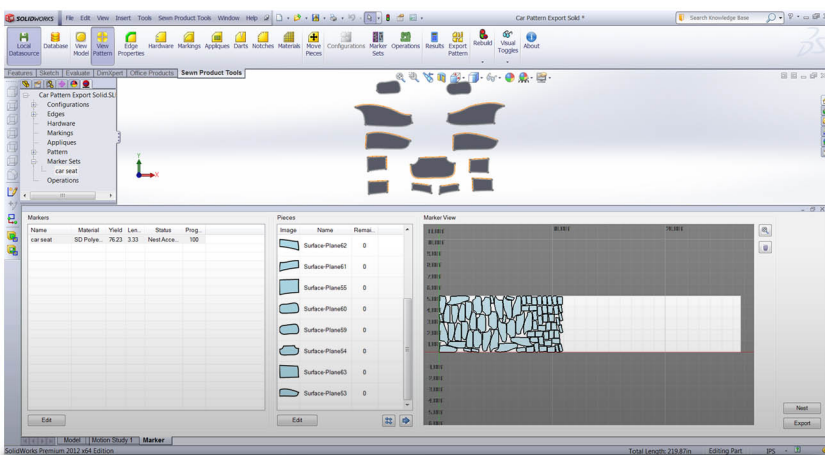 SOLIDWORKS File Edit View Insert Tools Sewn Product Tools Window Help
Car Pattern Export Solid *
Search Knowledge Base
Local Datasource
Database
View Model
View Pattern
Edge Properties
Hardware
Markings
Appliques
Darts
Notches
Materials
Move Pieces
Configurations
Marker Sets
Operations
Results
Export Pattern
Rebuild
Visual Toggles
About
Features Sketch Evaluate DimXpert Office Products Sewn Product Tools
Car Pattern Export Solid.SL
Configurations
Edges
Hardware
Markings
Appliques
Pattern
Marker Sets
car seat
Operations
Y
X
Markers
Name Material Yield Len.. Status Prog..
car seat SD Polye... 76.23 3.33 Nest Acce... 100
Edit
Pieces
Image Name Remai..
Surface-Plane62 0
Surface-Plane61 0
Surface-Plane55 0
Surface-Plane60 0
Surface-Plane59 0
Surface-Plane54 0
Surface-Plane63 0
Surface-Plane53 0
Edit
Marker View
Nest
Export
Model Motion Study 1 Marker
SolidWorks Premium 2012 x64 Edition
Total Length: 219.87in Editing Part IPS